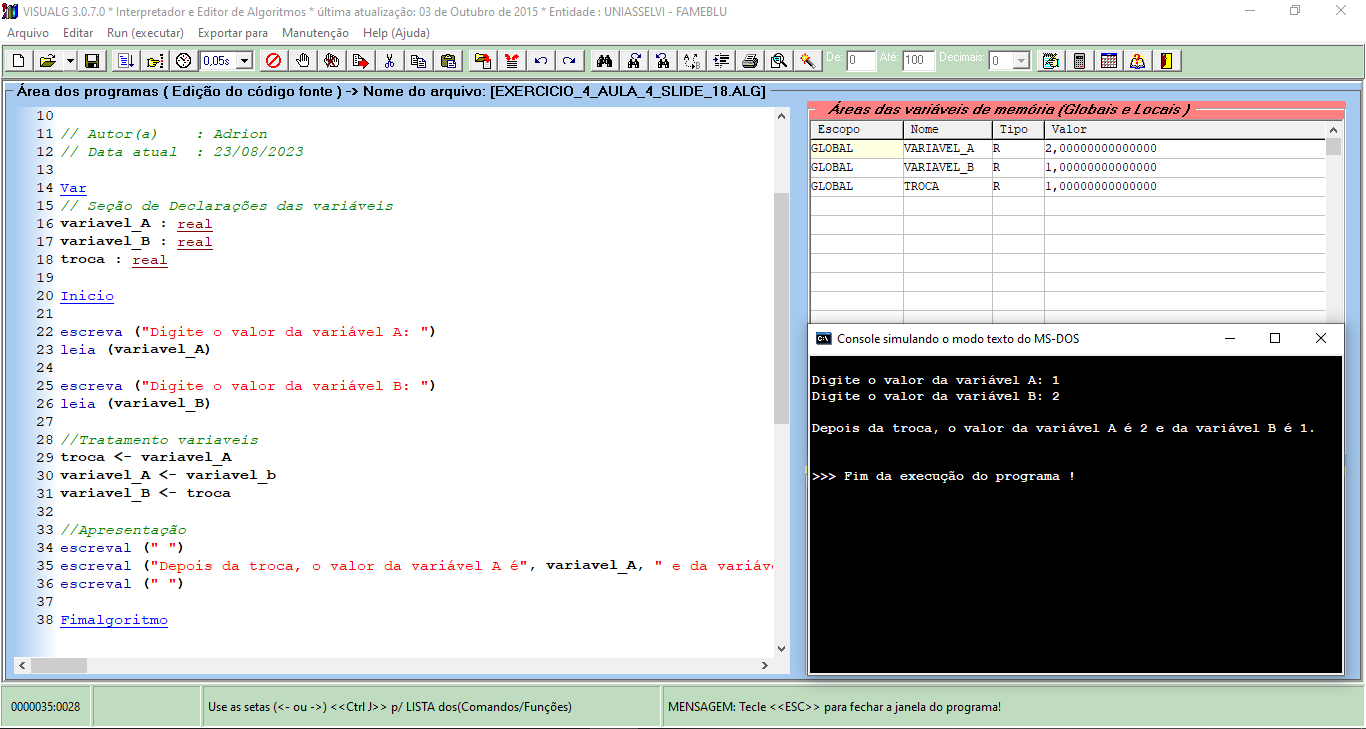 VISUALG 3.0.7.0 * Interpretador e Editor de Algoritmos * última atualização: 03 de Outubro de 2015 * Entidade : UNIASSELVI - FAMEBLU
Arquivo Editar Run (executar) Exportar para Manutenção Help (Ajuda)
0,05s De: 0 Até: 100 Decimais: 0
Área dos programas ( Edição do código fonte ) -> Nome do arquivo: [EXERCICIO_4_AULA_4_SLIDE_18.ALG]
10
11 // Autor(a) : Adrion
12 // Data atual : 23/08/2023
13
14 Var
15 // Seção de Declarações das variáveis
16 variavel_A : real
17 variavel_B : real
18 troca : real
19
20 Inicio
21
22 escreva ("Digite o valor da variável A: ")
23 leia (variavel_A)
24
25 escreva ("Digite o valor da variável B: ")
26 leia (variavel_B)
27
28 //Tratamento variaveis
29 troca <- variavel_A
30 variavel_A <- variavel_b
31 variavel_B <- troca
32
33 //Apresentação
34 escreval (" ")
35 escreval ("Depois da troca, o valor da variável A é", variavel_A, " e da variáv
36 escreval (" ")
37
38 Fimalgoritmo
Áreas das variáveis de memória (Globais e Locais )
Escopo Nome Tipo Valor
GLOBAL VARIAVEL_A R 2,00000000000000
GLOBAL VARIAVEL_B R 1,00000000000000
GLOBAL TROCA R 1,00000000000000
Console simulando o modo texto do MS-DOS
Digite o valor da variável A: 1
Digite o valor da variável B: 2
Depois da troca, o valor da variável A é 2 e da variável B é 1.
>>> Fim da execução do programa !
0000035:0028 Use as setas (<- ou ->) <<Ctrl J>> p/ LISTA dos(Comandos/Funções) MENSAGEM: Tecle <<ESC>> para fechar a janela do programa!